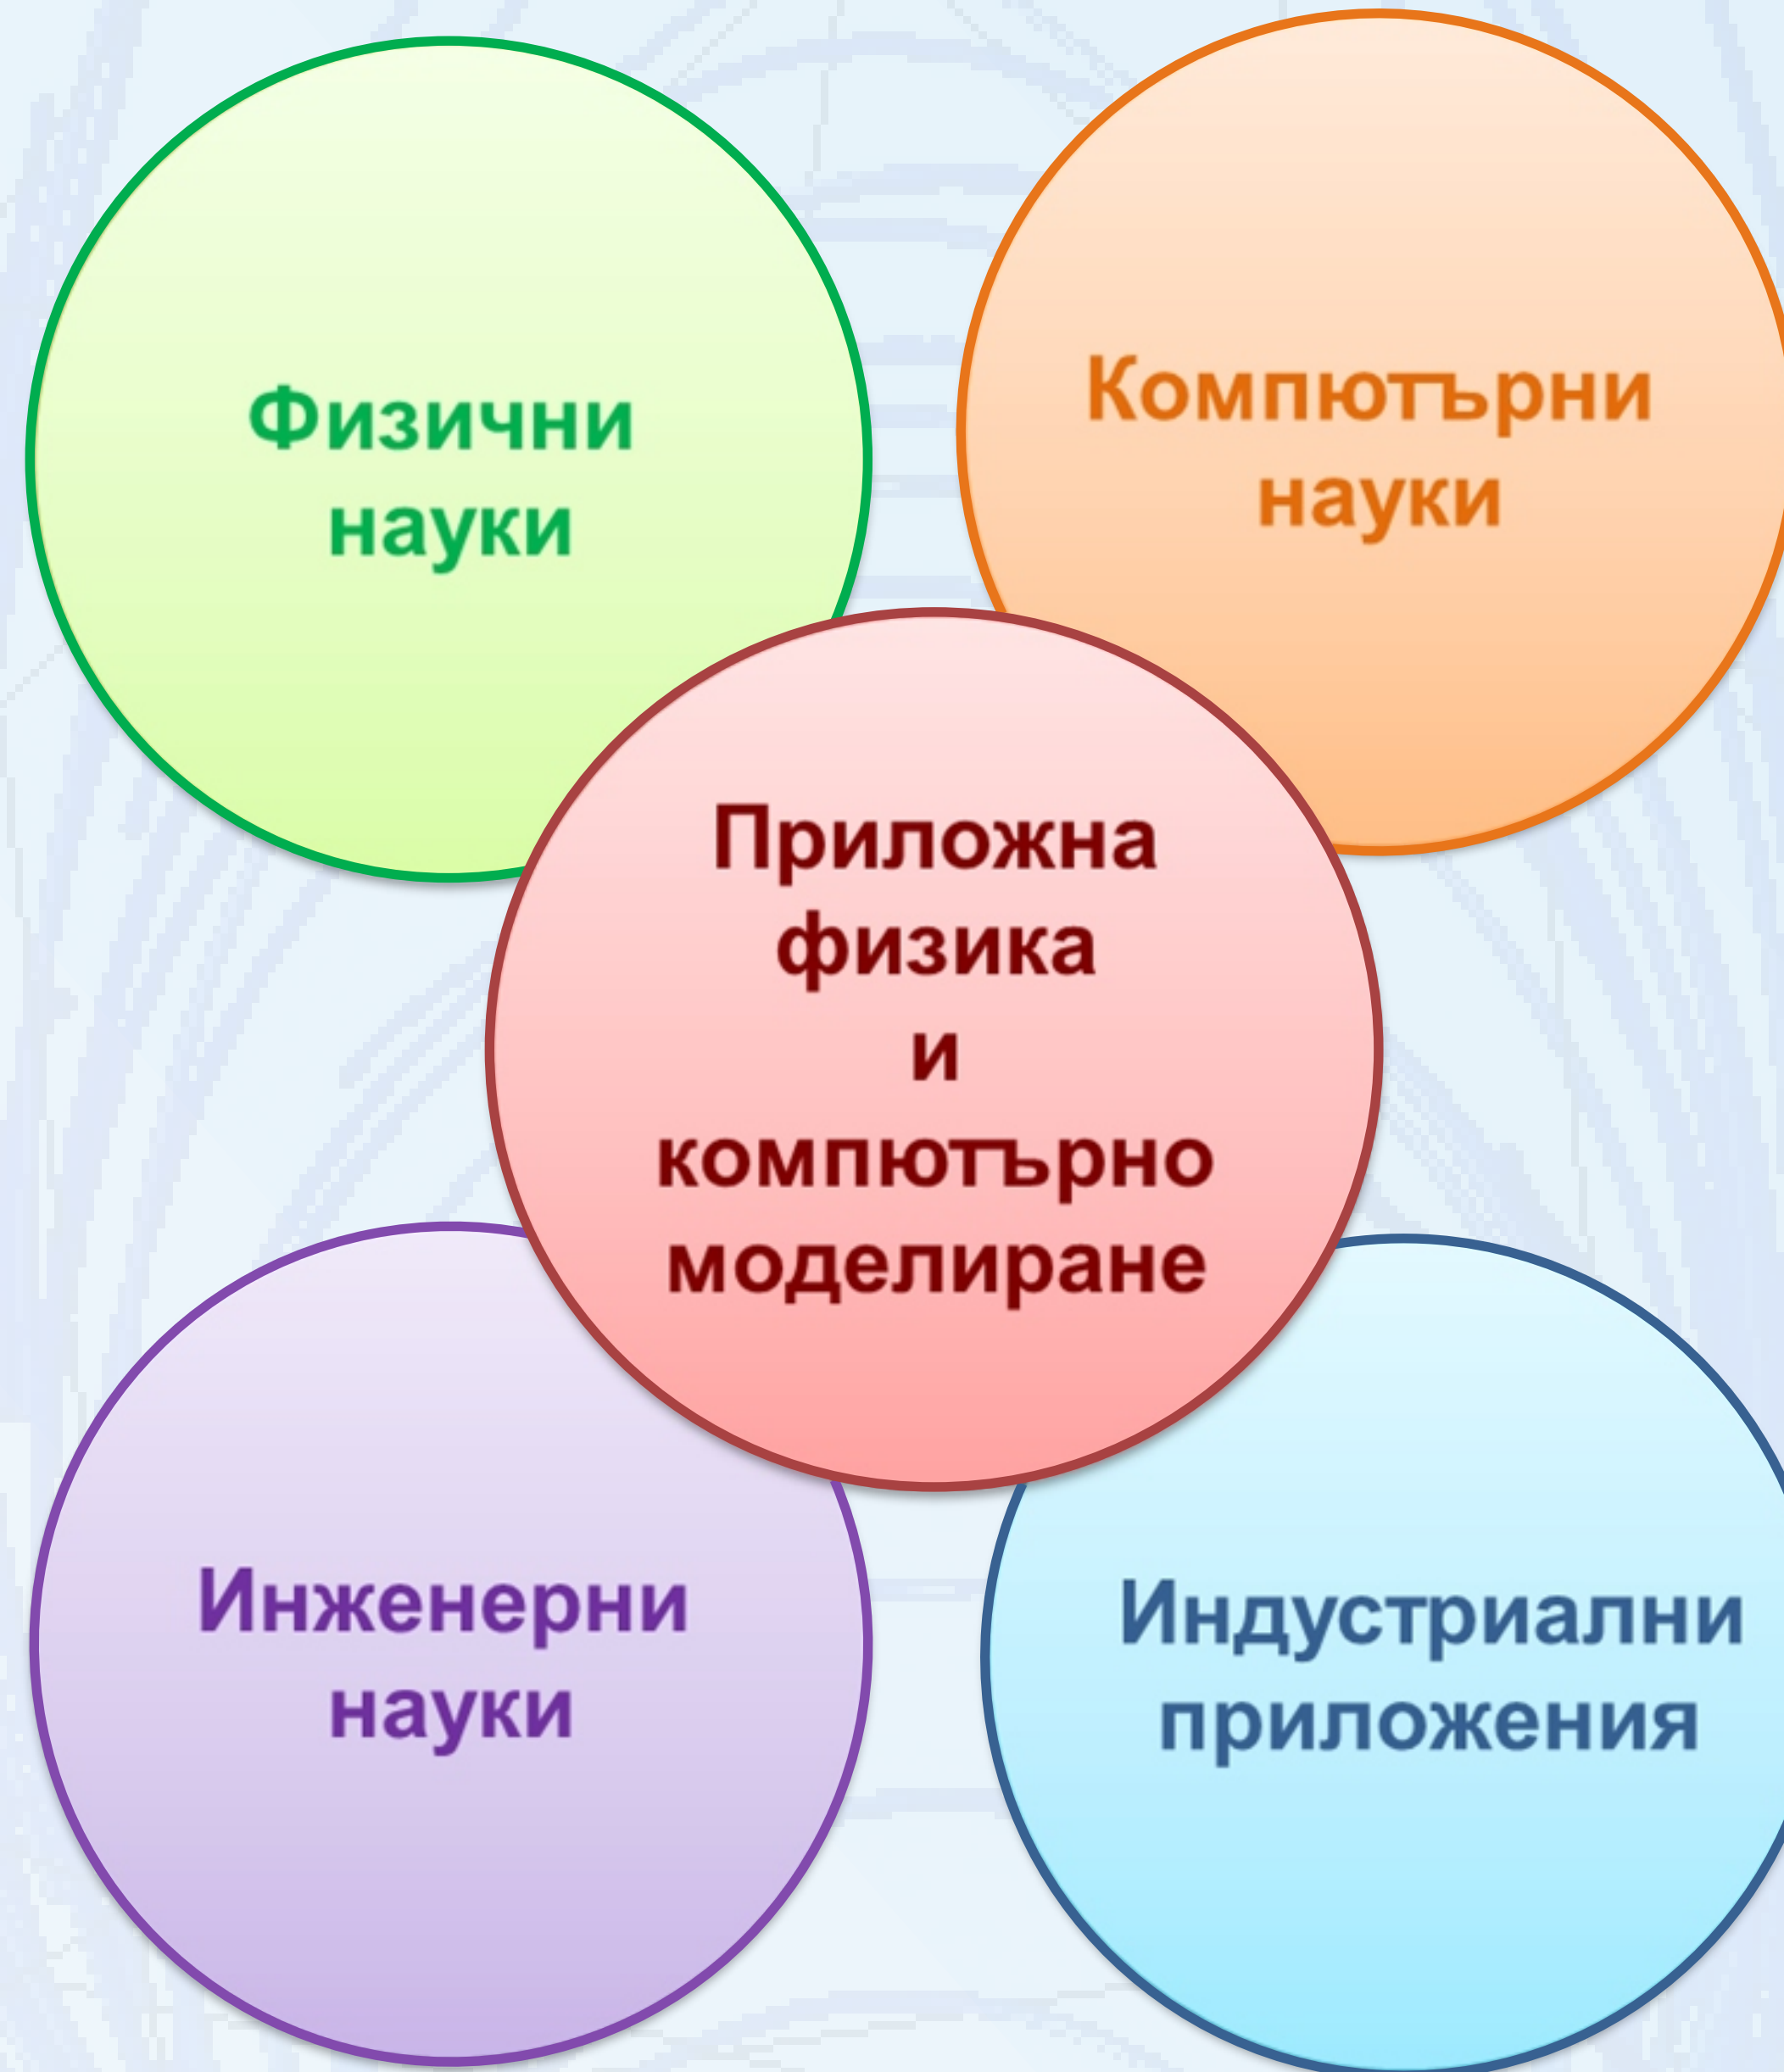 Физични
науки
Компютърни
науки
Приложна
физика
и
компютърно
моделиране
Инженерни
науки
Индустриални
приложения